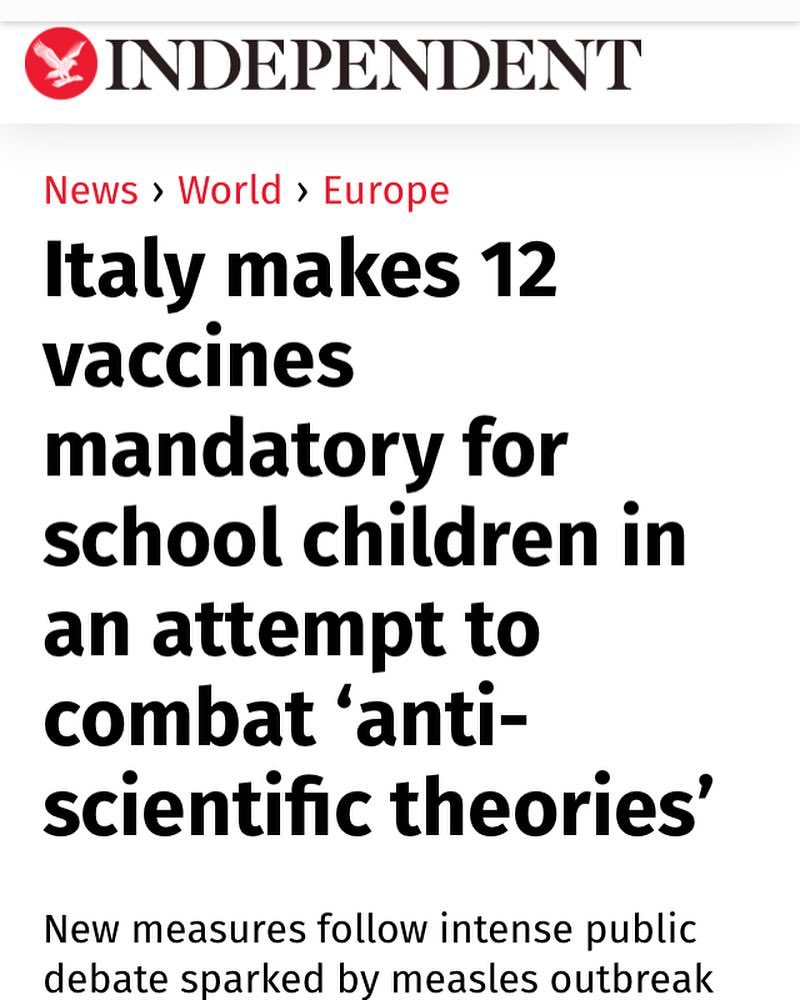 INDEPENDENT
News › World › Europe
Italy makes 12
vaccines
mandatory for
school children in
an attempt to
combat ‘anti-
scientific theories’
New measures follow intense public
debate sparked by measles outbreak